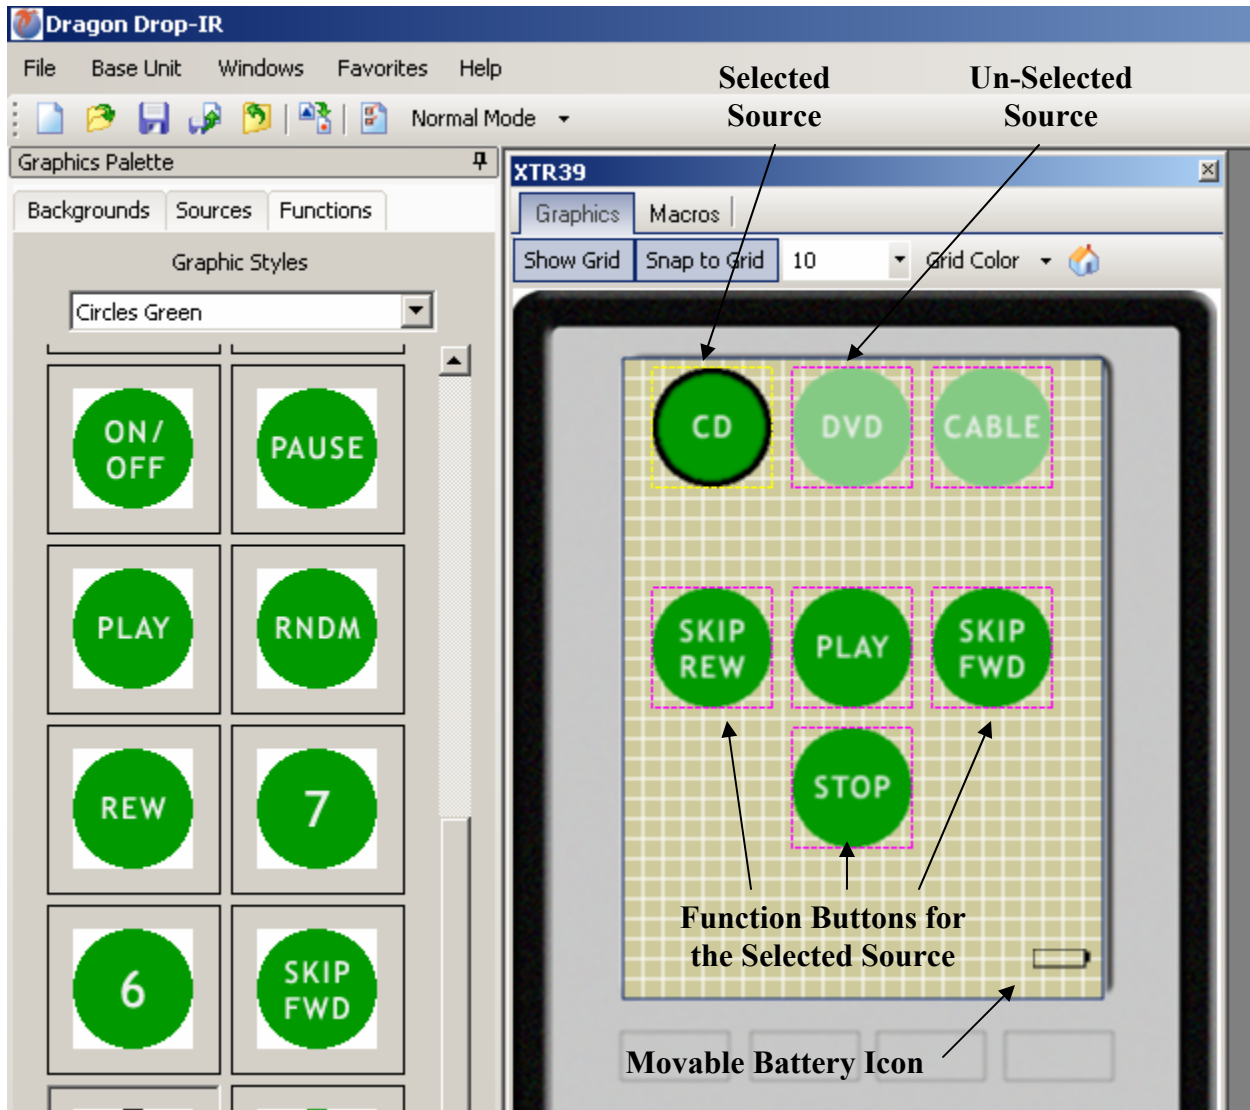 Dragon Drop-IR
File Base Unit Windows Favorites Help
Normal Mode
Selected
Source
Un-Selected
Source
Graphics Palette
Backgrounds Sources Functions
Graphic Styles
Circles Green
ON/
OFF
PAUSE
PLAY
RNDM
REW
7
6
SKIP
FWD
XTR39
Graphics Macros
Show Grid Snap to Grid 10 Grid Color
CD
DVD
CABLE
SKIP
REW
PLAY
SKIP
FWD
STOP
Function Buttons for
the Selected Source
Movable Battery Icon